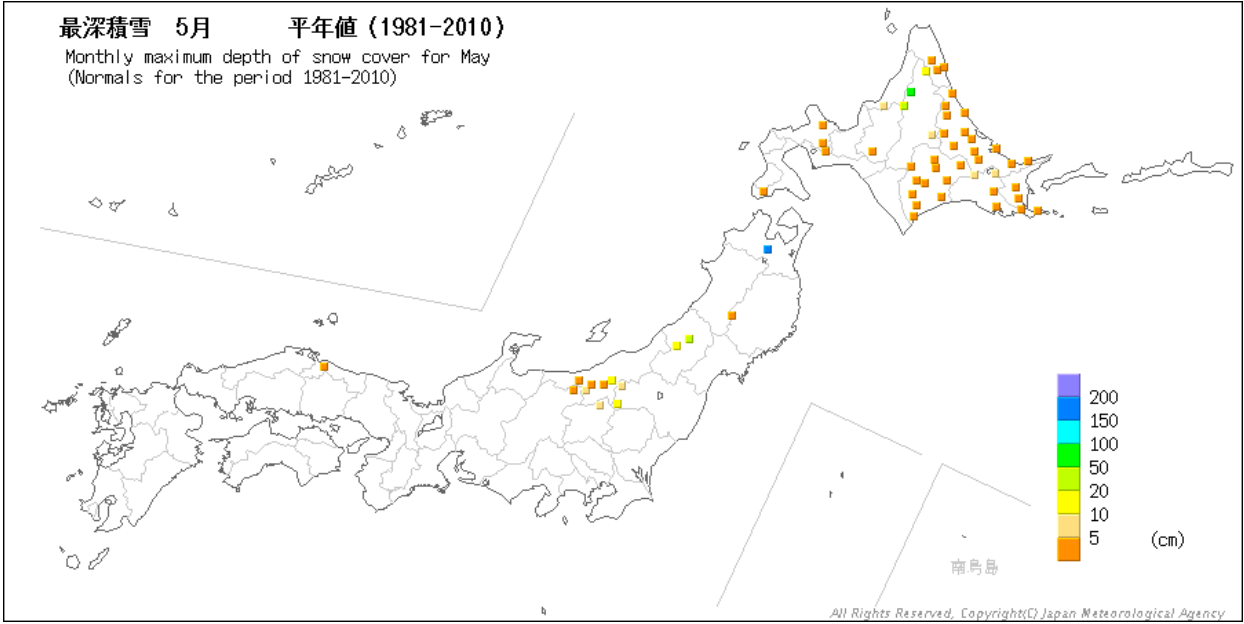 最深積雪 5月 平年値 (1981-2010)
Monthly maximum depth of snow cover for May
(Normals for the period 1981-2010)
200
150
100
50
20
10
5
(cm)
南鳥島
All Rights Reserved, Copyright(C) Japan Meteorological Agency